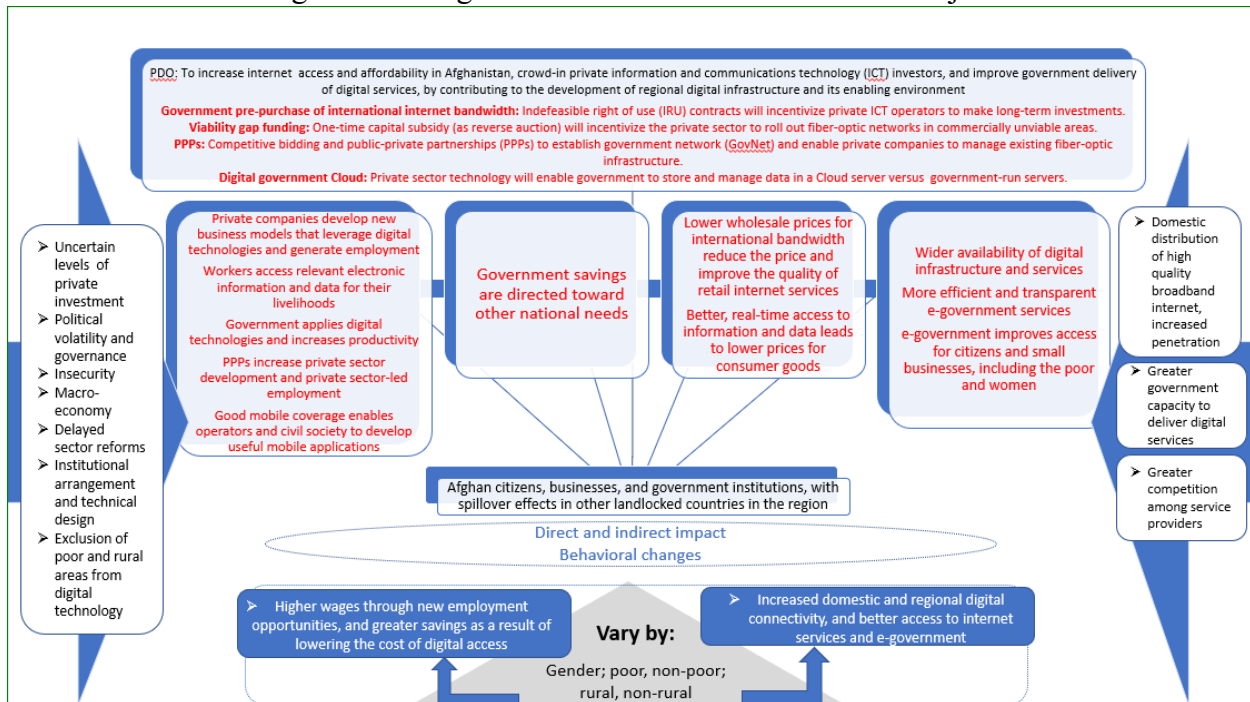 PDO: To increase internet access and affordability in Afghanistan, crowd-in private information and communications technology (ICT) investors, and improve government delivery
of digital services, by contributing to the development of regional digital infrastructure and its enabling environment
Government pre-purchase of international internet bandwidth: Indefeasible right of use (IRU) contracts will incentivize private ICT operators to make long-term investments.
Viability gap funding: One-time capital subsidy (as reverse auction) will incentivize the private sector to roll out fiber-optic networks in commercially unviable areas.
PPPs: Competitive bidding and public-private partnerships (PPPs) to establish government network (GovNet) and enable private companies to manage existing fiber-optic
infrastructure.
Digital government Cloud: Private sector technology will enable government to store and manage data in a Cloud server versus government-run servers.
➢ Uncertain
levels of
private
investment
➢ Political
volatility and
governance
➢ Insecurity
➢ Macro-
economy
➢ Delayed
sector reforms
➢ Institutional
arrangement
and technical
design
➢ Exclusion of
poor and rural
areas from
digital
technology
Private companies develop new
business models that leverage digital
technologies and generate employment
Workers access relevant electronic
information and data for their
livelihoods
Government applies digital
technologies and increases productivity
PPPs increase private sector
development and private sector-led
employment
Good mobile coverage enables
operators and civil society to develop
useful mobile applications
Government savings
are directed toward
other national needs
Lower wholesale prices for
international bandwidth
reduce the price and
improve the quality of
retail internet services
Better, real-time access to
information and data leads
to lower prices for
consumer goods
Wider availability of digital
infrastructure and services
More efficient and transparent
e-government services
e-government improves access
for citizens and small
businesses, including the poor
and women
➢ Domestic
distribution
of high
quality
broadband
internet,
increased
penetration
➢ Greater
government
capacity to
deliver digital
services
➢ Greater
competition
among service
providers
Afghan citizens, businesses, and government institutions, with
spillover effects in other landlocked countries in the region
Direct and indirect impact
Behavioral changes
➢ Higher wages through new employment
opportunities, and greater savings as a result of
lowering the cost of digital access
➢ Increased domestic and regional digital
connectivity, and better access to internet
services and e-government
Vary by:
Gender; poor, non-poor;
rural, non-rural